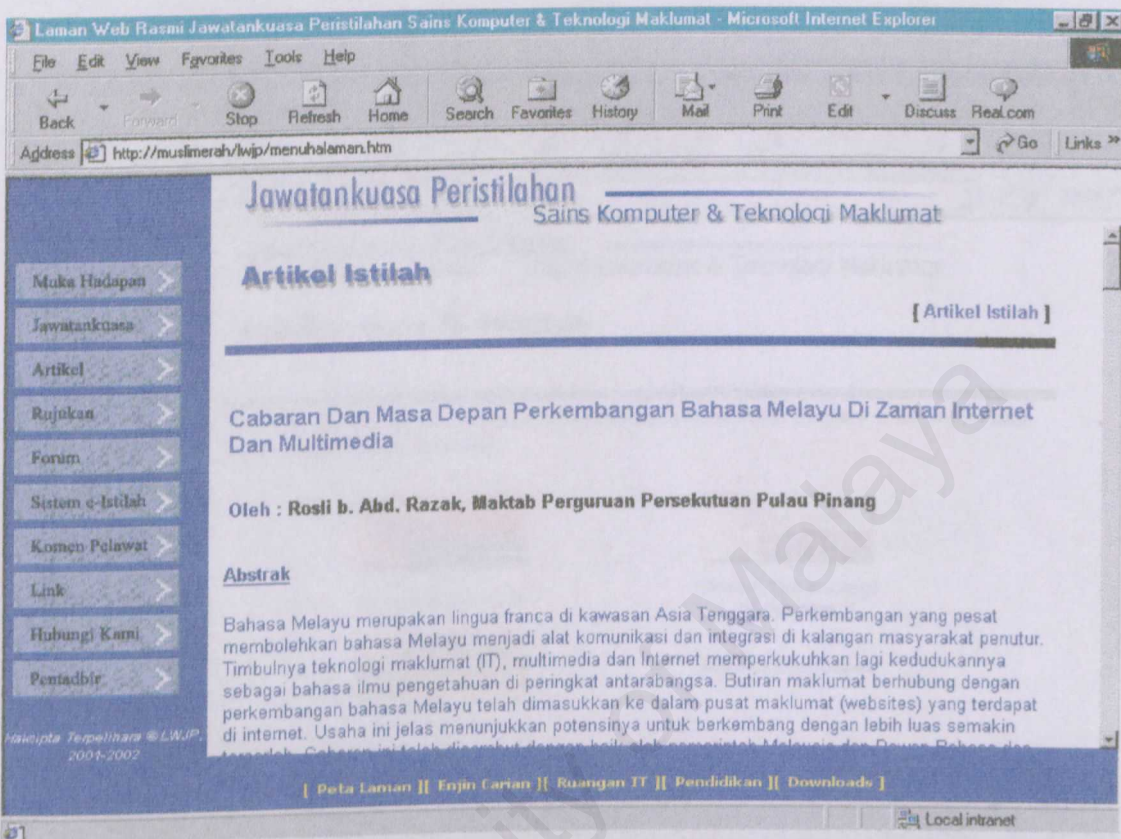 Laman Web Rasmi Jawatankuasa Peristilahan Sains Komputer & Teknologi Maklumat - Microsoft Internet Explorer
File Edit View Favorites Tools Help
Back Forward Stop Refresh Home Search Favorites History Mail Print Edit Discuss Real.com
Address http://muslimerah/lwjp/menuhalaman.htm Go Links »
Jawatankuasa Peristilahan
Sains Komputer & Teknologi Maklumat
Artikel Istilah
[ Artikel Istilah ]
Muka Hadapan
Jawatankuasa
Artikel
Rujukan
Forum
Sistem e-Istilah
Komen Pelawat
Link
Hubungi Kami
Pentadbir
Hakcipta Terpelihara © LWJP,
2001-2002
Cabaran Dan Masa Depan Perkembangan Bahasa Melayu Di Zaman Internet
Dan Multimedia
Oleh : Rosli b. Abd. Razak, Maktab Perguruan Persekutuan Pulau Pinang
Abstrak
Bahasa Melayu merupakan lingua franca di kawasan Asia Tenggara. Perkembangan yang pesat
membolehkan bahasa Melayu menjadi alat komunikasi dan integrasi di kalangan masyarakat penutur.
Timbulnya teknologi maklumat (IT), multimedia dan Internet memperkukuhkan lagi kedudukannya
sebagai bahasa ilmu pengetahuan di peringkat antarabangsa. Butiran maklumat berhubung dengan
perkembangan bahasa Melayu telah dimasukkan ke dalam pusat maklumat (websites) yang terdapat
di internet. Usaha ini jelas menunjukkan potensinya untuk berkembang dengan lebih luas semakin
[ Peta Laman ][ Enjin Carian ][ Ruangan IT ][ Pendidikan ][ Downloads ]
Local intranet
ity of Malaya